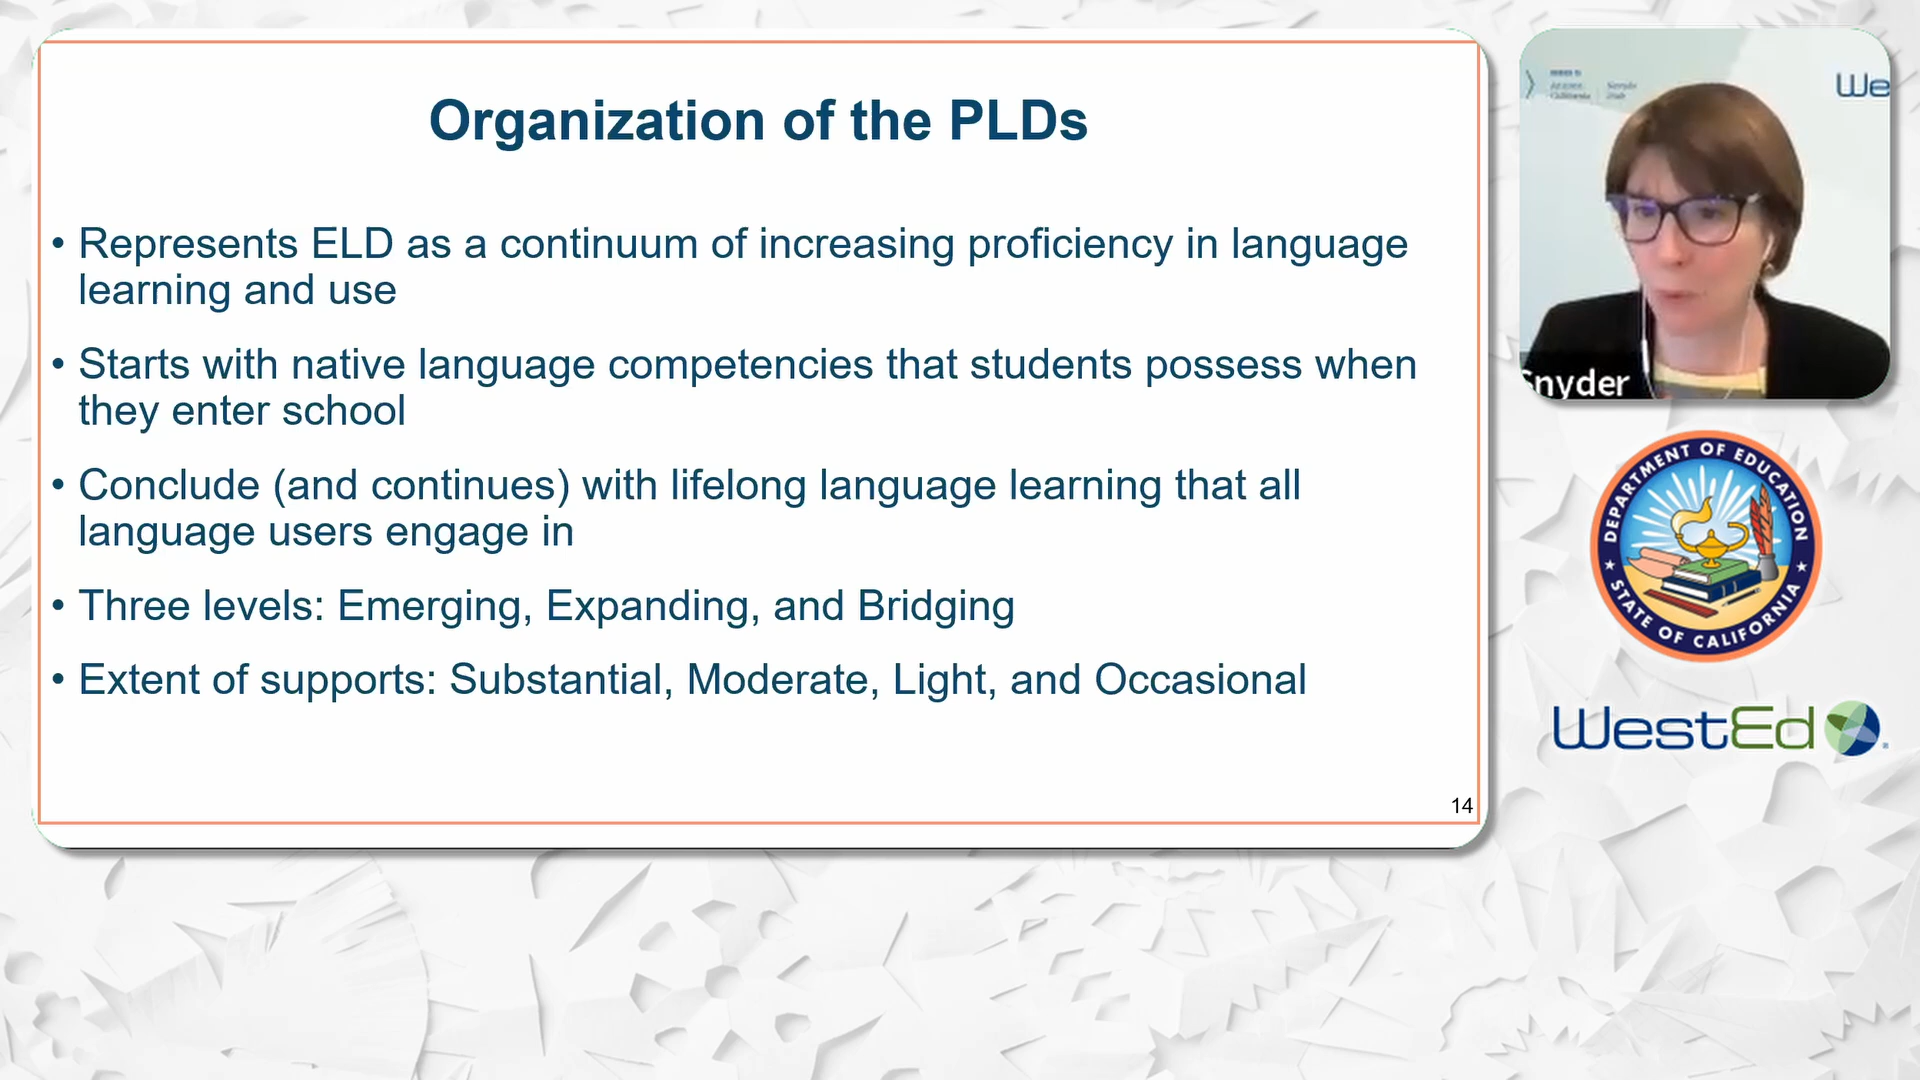 Organization of the PLDs
• Represents ELD as a continuum of increasing proficiency in language
learning and use
• Starts with native language competencies that students possess when
they enter school
• Conclude (and continues) with lifelong language learning that all
language users engage in
• Three levels: Emerging, Expanding, and Bridging
• Extent of supports: Substantial, Moderate, Light, and Occasional
14
We
Snyder
DEPARTMENT OF EDUCATION
STATE OF CALIFORNIA
WestEd